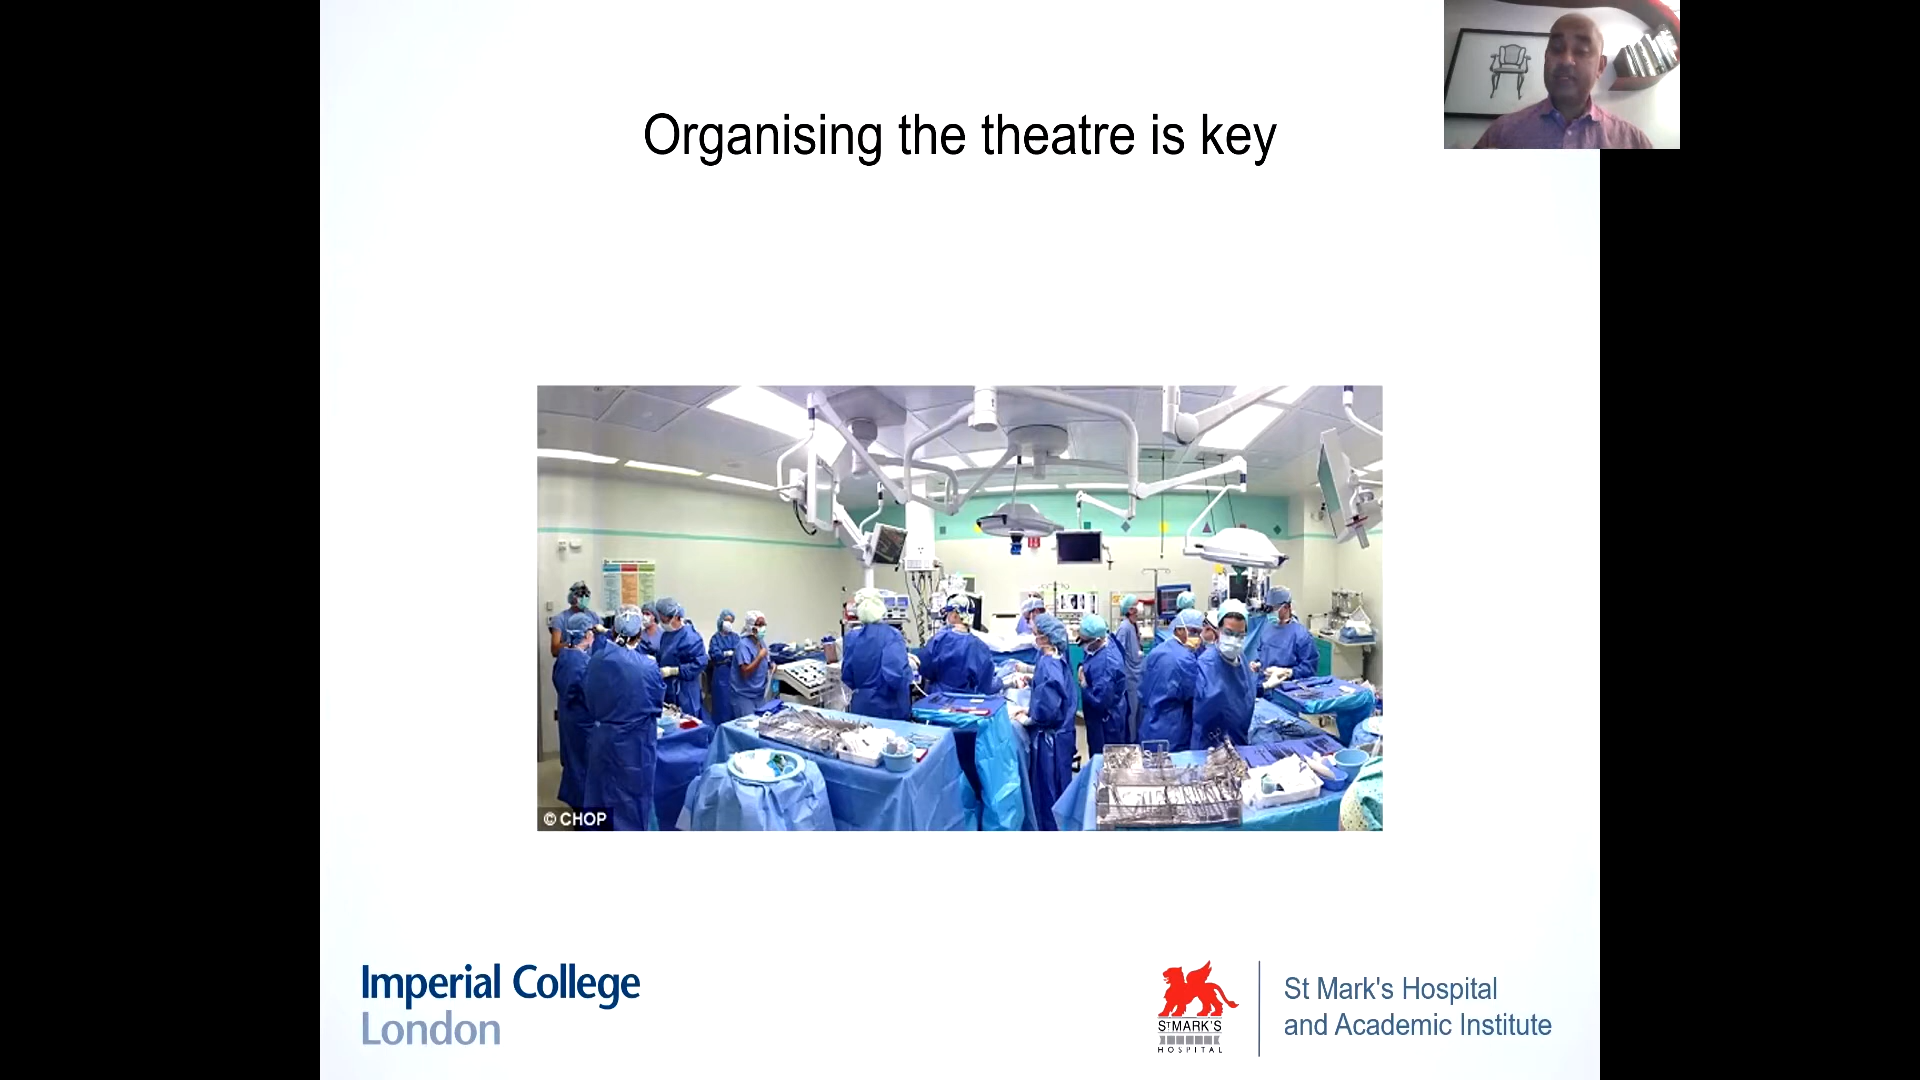 Organising the theatre is key
© CHOP
Imperial College
London
St MARK'S
HOSPITAL
St Mark's Hospital
and Academic Institute